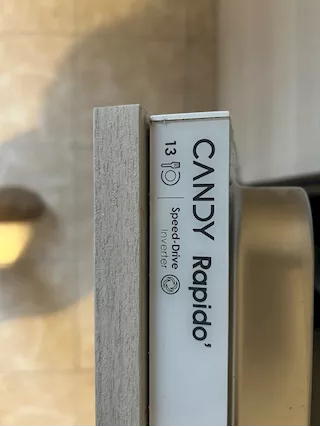 CANDY Rapido’
13 Speed-Drive
Inverter